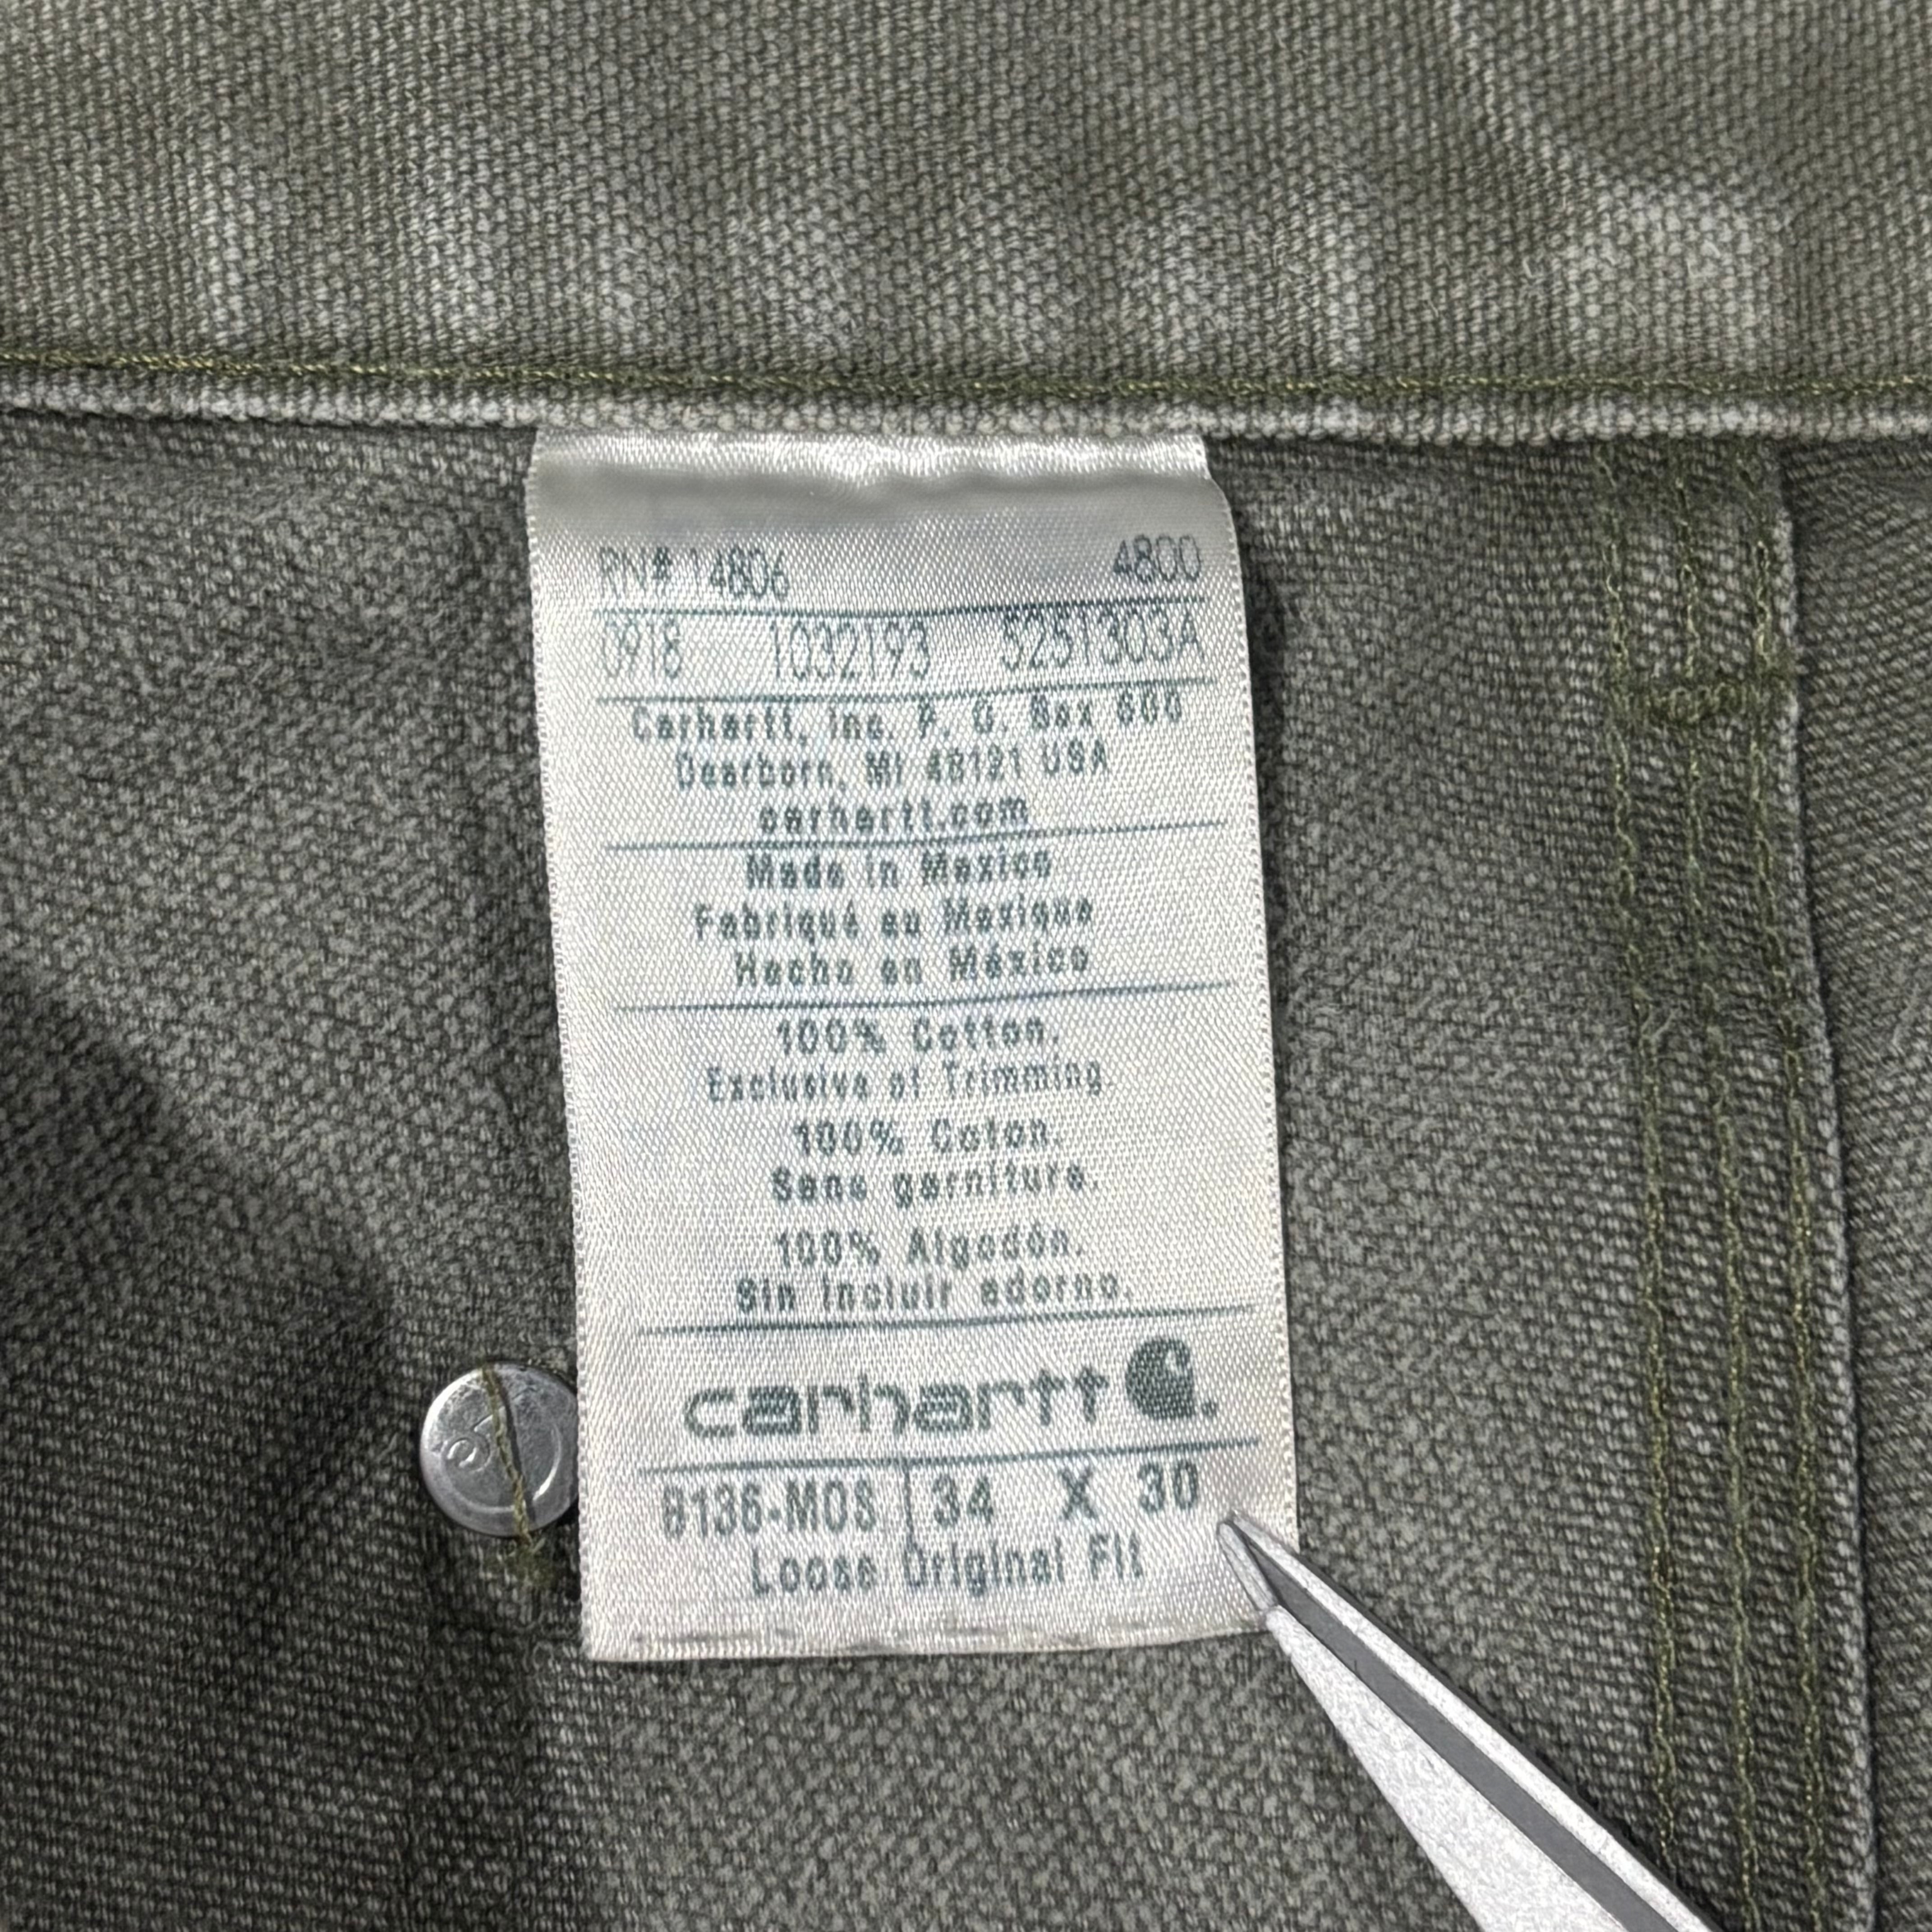 RN# 14806 4800
0918 1032193 5251303A
Carhartt, Inc. P. O. Box 600
Dearborn, MI 48121 USA
carhartt.com
Made in Mexico
Fabriqué au Mexique
Hecho en México
100% Cotton.
Exclusive of Trimming.
100% Coton.
Sans garniture.
100% Algodón.
Sin incluir adorno.
carhartt
B136-MOS 34 X 30
Loose Original Fit